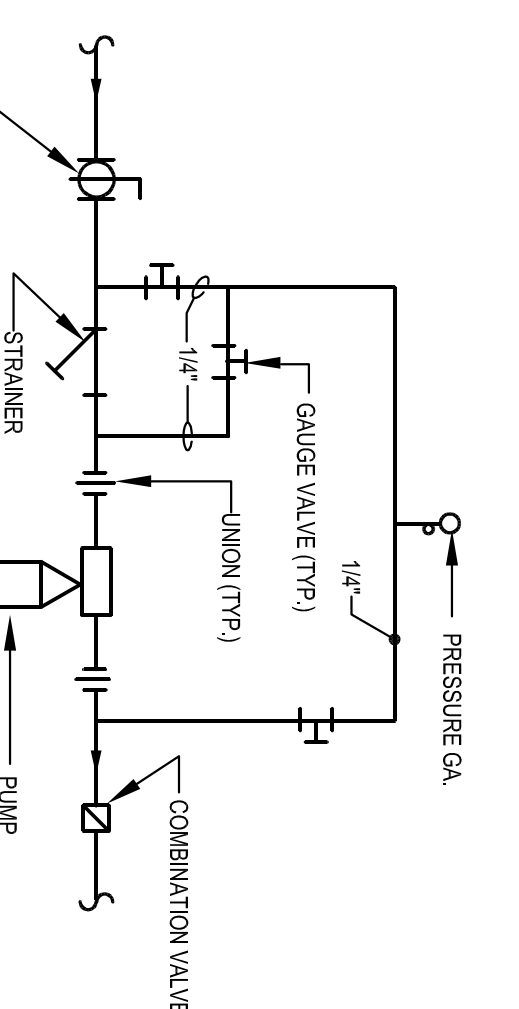 PRESSURE GA.
1/4"
GAUGE VALVE (TYP.)
UNION (TYP.)
1/4"
COMBINATION VALVE
STRAINER
PUMP